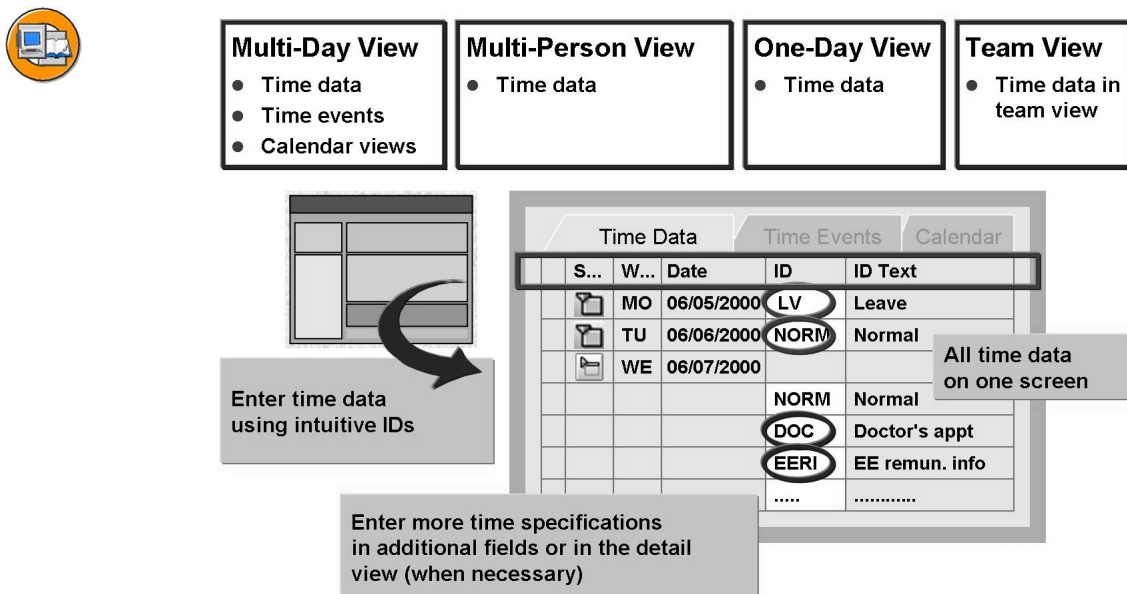 Multi-Day View
● Time data
● Time events
● Calendar views
Multi-Person View
● Time data
One-Day View
● Time data
Team View
● Time data in
team view
Time Data Time Events Calendar
S... W... Date ID ID Text
MO 06/05/2000 LV Leave
TU 06/06/2000 NORM Normal
WE 06/07/2000
NORM Normal
DOC Doctor's appt
EERI EE remun. info
..... ............
All time data
on one screen
Enter time data
using intuitive IDs
Enter more time specifications
in additional fields or in the detail
view (when necessary)